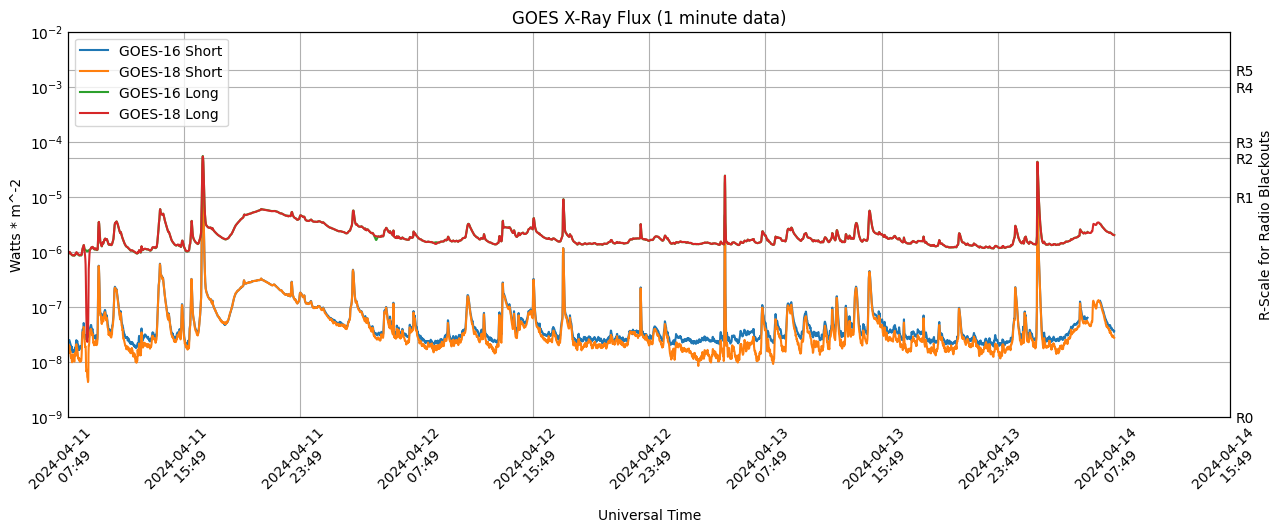 GOES X-Ray Flux (1 minute data)
GOES-16 Short
GOES-18 Short
GOES-16 Long
GOES-18 Long
10^-2
10^-3
10^-4
10^-5
10^-6
10^-7
10^-8
10^-9
Watts * m^-2
R5
R4
R3
R2
R1
R0
R-Scale for Radio Blackouts
2024-04-11
07:49
2024-04-11
15:49
2024-04-11
23:49
2024-04-12
07:49
2024-04-12
15:49
2024-04-12
23:49
2024-04-13
07:49
2024-04-13
15:49
2024-04-13
23:49
2024-04-14
07:49
2024-04-14
15:49
Universal Time